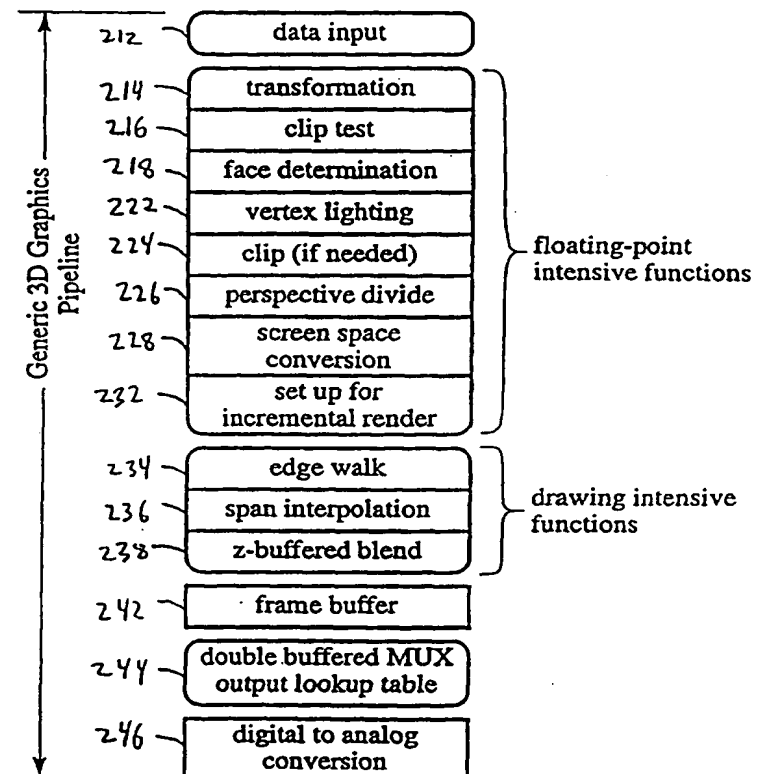 Generic 3D Graphics
Pipeline
212 data input
214 transformation
216 clip test
218 face determination
222 vertex lighting
224 clip (if needed)
226 perspective divide
228 screen space
conversion
232 set up for
incremental render
floating-point
intensive functions
234 edge walk
236 span interpolation
238 z-buffered blend
drawing intensive
functions
242 frame buffer
244 double buffered MUX
output lookup table
246 digital to analog
conversion